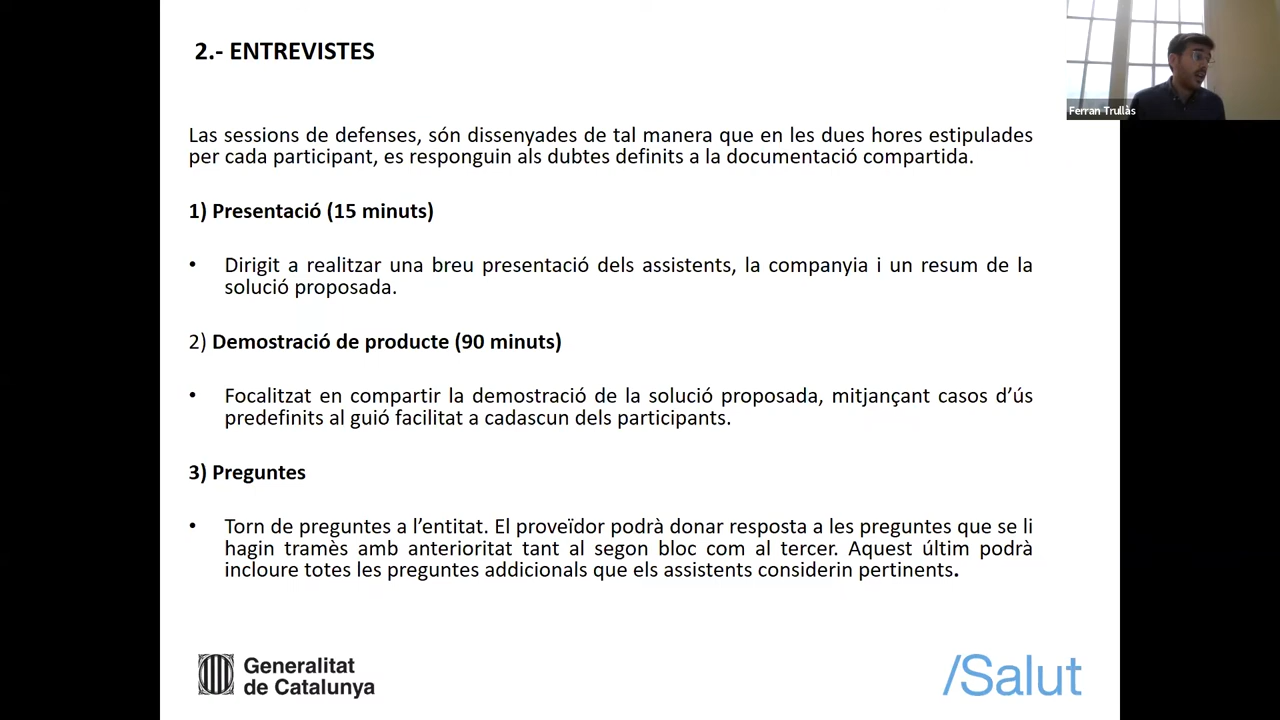 2.- ENTREVISTES
Ferran Trullàs
Las sessions de defenses, són dissenyades de tal manera que en les dues hores estipulades
per cada participant, es responguin als dubtes definits a la documentació compartida.
1) Presentació (15 minuts)
• Dirigit a realitzar una breu presentació dels assistents, la companyia i un resum de la
solució proposada.
2) Demostració de producte (90 minuts)
• Focalitzat en compartir la demostració de la solució proposada, mitjançant casos d’ús
predefinits al guió facilitat a cadascun dels participants.
3) Preguntes
• Torn de preguntes a l’entitat. El proveïdor podrà donar resposta a les preguntes que se li
hagin tramès amb anterioritat tant al segon bloc com al tercer. Aquest últim podrà
incloure totes les preguntes addicionals que els assistents considerin pertinents.
Generalitat
de Catalunya
/Salut